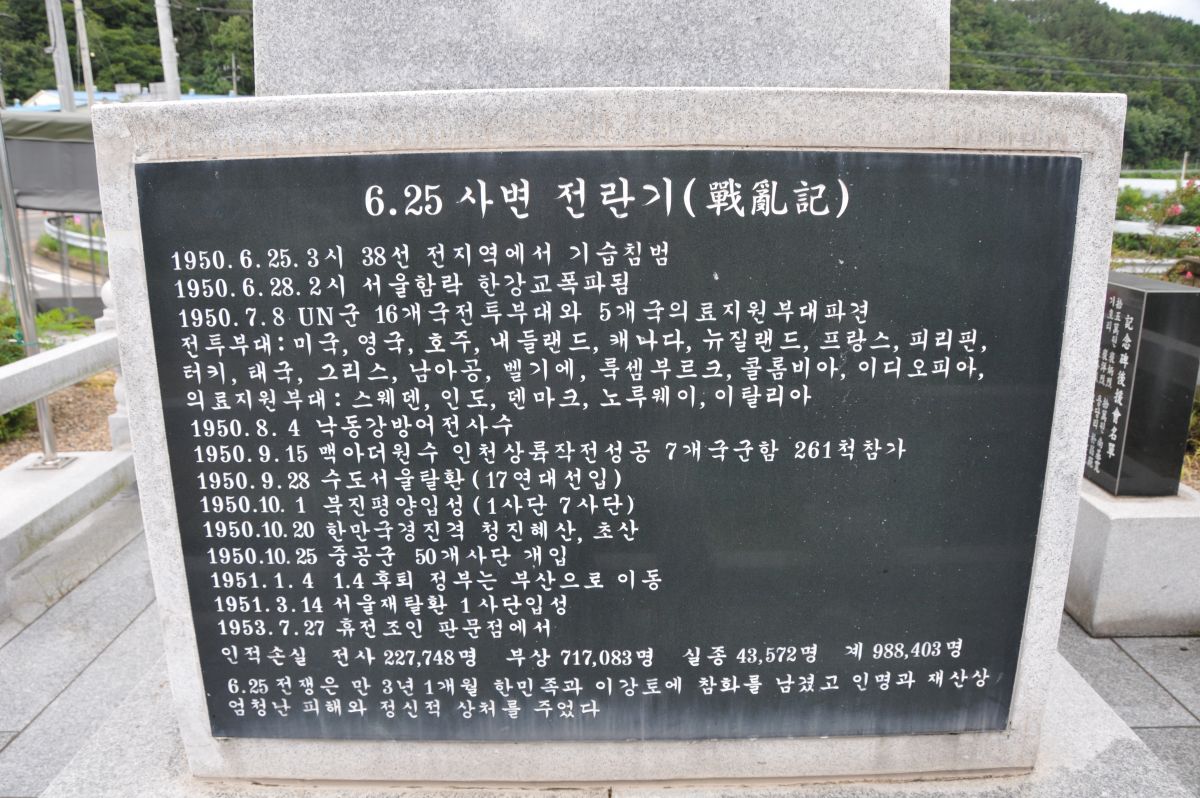 6.25 사변 전란기(戰亂記)
1950.6.25.3시 38선 전지역에서 기습침범
1950.6.28.2시 서울함락 한강교폭파됨
1950.7.8 UN군 16개국전투부대와 5개국의료지원부대파견
전투부대:미국,영국,호주,내들랜드,캐나다,뉴질랜드,프랑스,피리핀,
터키,태국,그리스,남아공,벨기에,룩셈부르크,콜롬비아,이디오피아,
의료지원부대:스웨덴,인도,덴마크,노루웨이,이탈리아
1950.8.4 낙동강방어전사수
1950.9.15 맥아더원수 인천상륙작전성공 7개국군함 261척참가
1950.9.28 수도서울탈환(17연대선입)
1950.10.1 북진평양입성(1사단 7사단)
1950.10.20 한만국경진격 청진혜산, 초산
1950.10.25 중공군 50개사단 개입
1951.1.4 1.4후퇴 정부는 부산으로 이동
1951.3.14 서울재탈환 1사단입성
1953.7.27 휴전조인 판문점에서
인적손실 전사 227,748명 부상 717,083명 실종 43,572명 계 988,403명
6.25전쟁은 만 3년 1개월 한민족과 이강토에 참화를 남겼고 인명과 재산상
엄청난 피해와 정신적 상처를 주었다
記念碑後後會名單